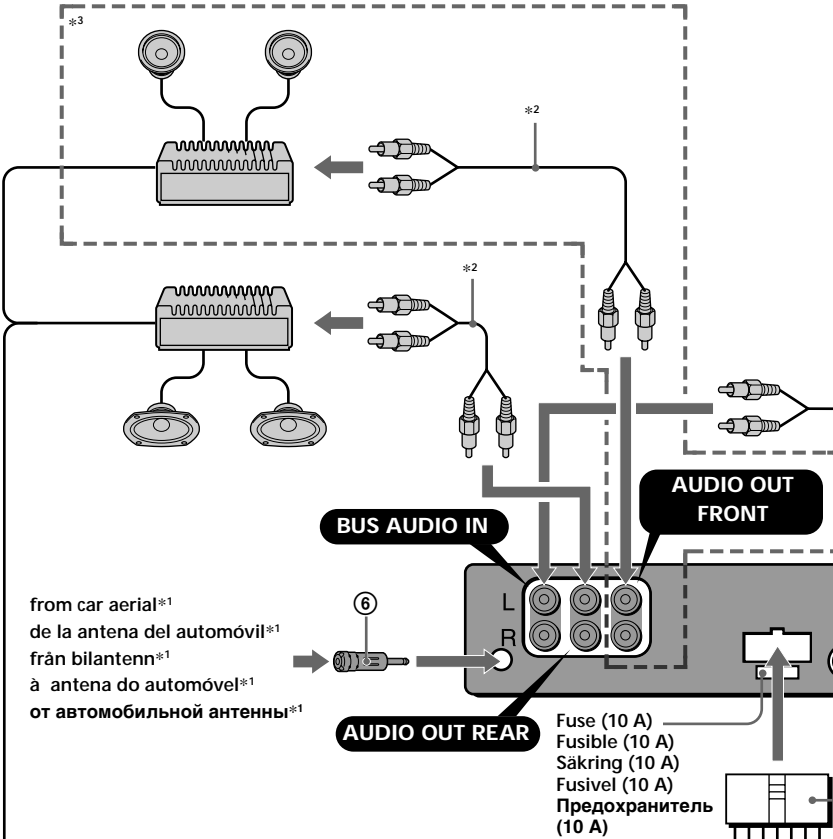 *3
*2
*2
AUDIO OUT
FRONT
BUS AUDIO IN
L
R
from car aerial*1
de la antena del automóvil*1
från bilantenn*1
à antena do automóvel*1
от автомобильной антенны*1
6
AUDIO OUT REAR
Fuse (10 A)
Fusible (10 A)
Säkring (10 A)
Fusivel (10 A)
Предохранитель
(10 A)